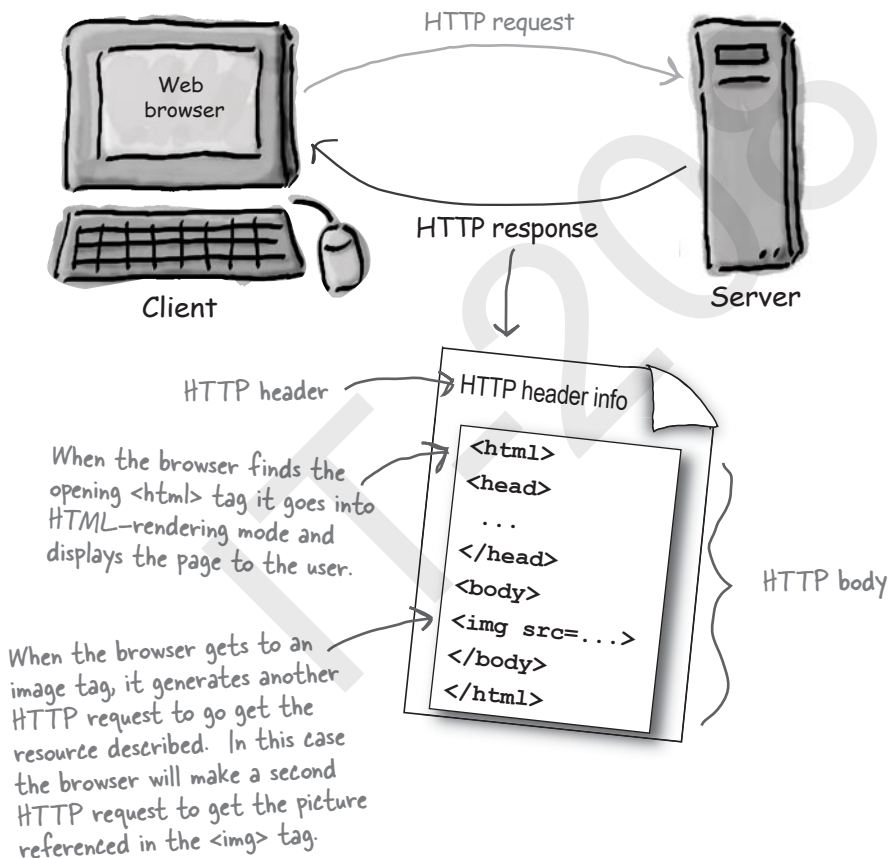 HTTP request
Web
browser
HTTP response
Client
Server
HTTP header
HTTP header info
When the browser finds the
opening <html> tag it goes into
HTML-rendering mode and
displays the page to the user.
<html>
<head>
...
</head>
<body>
<img src=...>
</body>
</html>
HTTP body
When the browser gets to an
image tag, it generates another
HTTP request to go get the
resource described. In this case
the browser will make a second
HTTP request to get the picture
referenced in the <img> tag.
IT-208